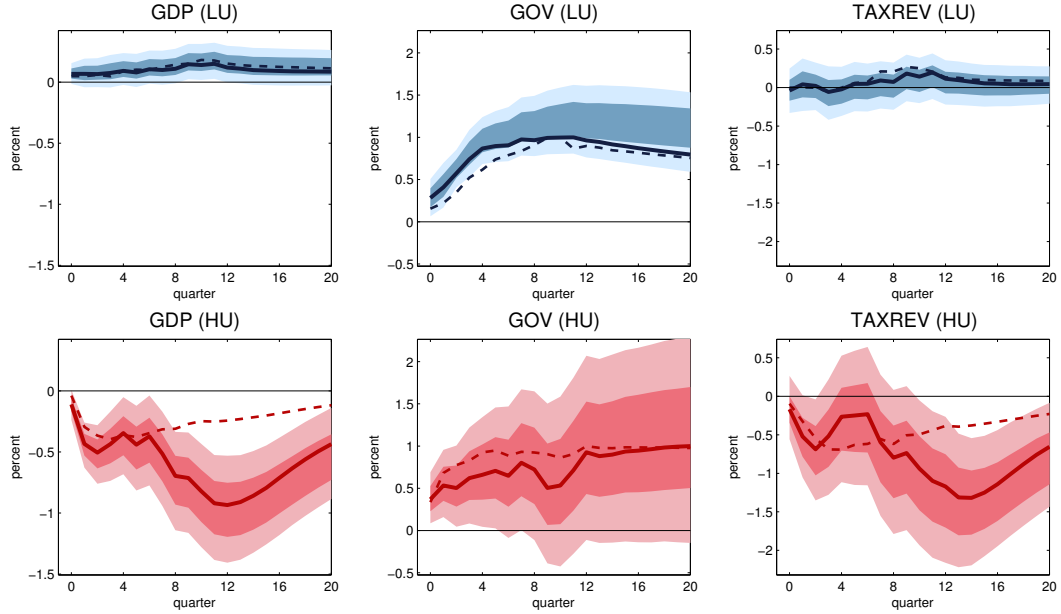 GDP (LU)
GOV (LU)
TAXREV (LU)
percent
0
−0.5
−1
−1.5
0 4 8 12 16 20
quarter
percent
2
1.5
1
0.5
0
−0.5
0 4 8 12 16 20
quarter
percent
0.5
0
−0.5
−1
−1.5
−2
0 4 8 12 16 20
quarter
GDP (HU)
GOV (HU)
TAXREV (HU)
percent
0
−0.5
−1
−1.5
0 4 8 12 16 20
quarter
percent
2
1.5
1
0.5
0
−0.5
0 4 8 12 16 20
quarter
percent
0.5
0
−0.5
−1
−1.5
−2
0 4 8 12 16 20
quarter